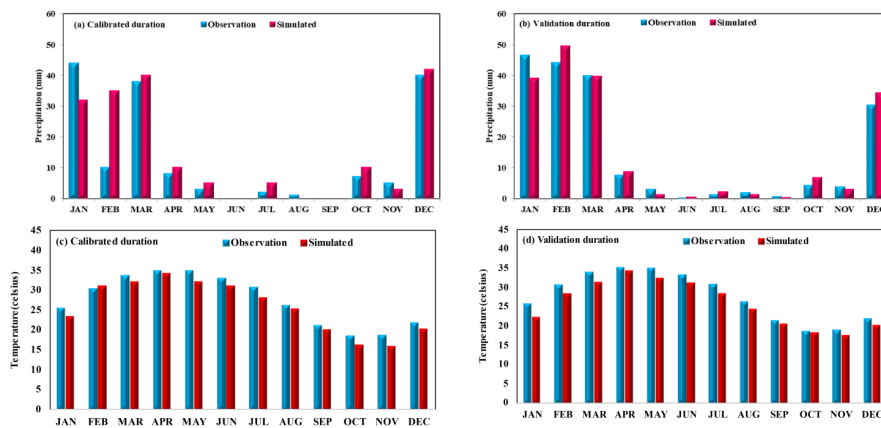 (a) Calibrated duration Observation Simulated
Precipitation (mm)
60
50
40
30
20
10
0
JAN FEB MAR APR MAY JUN JUL AUG SEP OCT NOV DEC
(b) Validation duration
Observation Simulated
Precipitation (mm)
60
50
40
30
20
10
0
JAN FEB MAR APR MAY JUN JUL AUG SEP OCT NOV DEC
(c) Calibrated duration Observation Simulated
Temperature(celsius)
45
40
35
30
25
20
15
10
5
0
JAN FEB MAR APR MAY JUN JUL AUG SEP OCT NOV DEC
(d) Validation duration Observation Simulated
Temperature(celsius)
45
40
35
30
25
20
15
10
5
0
JAN FEB MAR APR MAY JUN JUL AUG SEP OCT NOV DEC